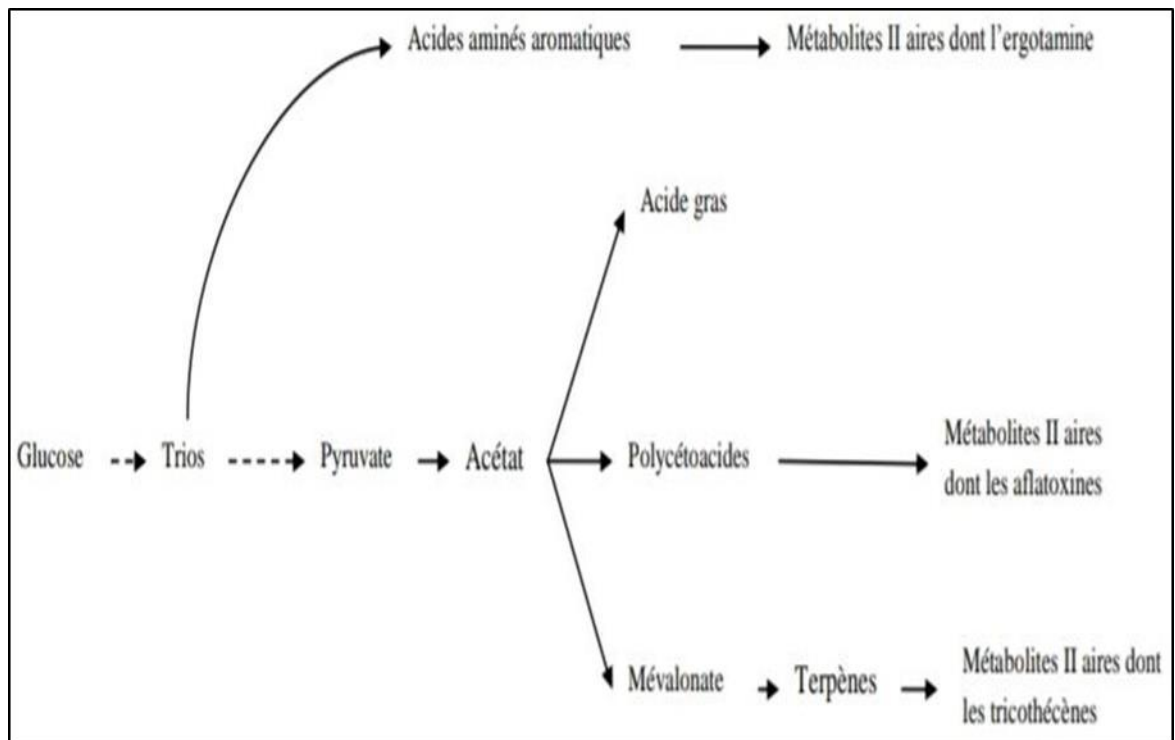 Acides aminés aromatiques
Métabolites II aires dont l'ergotamine
Acide gras
Glucose
Trios
Pyruvate
Acétat
Polycétoacides
Métabolites II aires
dont les aflatoxines
Mévalonate
Terpènes
Métabolites II aires dont
les tricothécènes